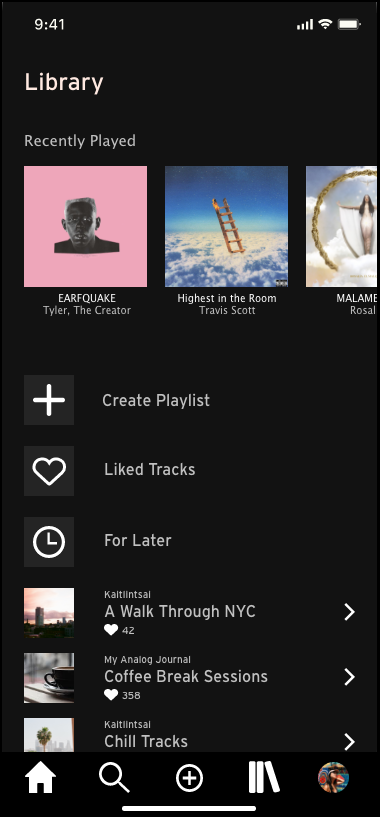 9:41
Library
Recently Played
EARFQUAKE
Tyler, The Creator
Highest in the Room
Travis Scott
MALAME
Rosal
Create Playlist
Liked Tracks
For Later
Kaitlintsai
A Walk Through NYC
42
My Analog Journal
Coffee Break Sessions
358
Kaitlintsai
Chill Tracks